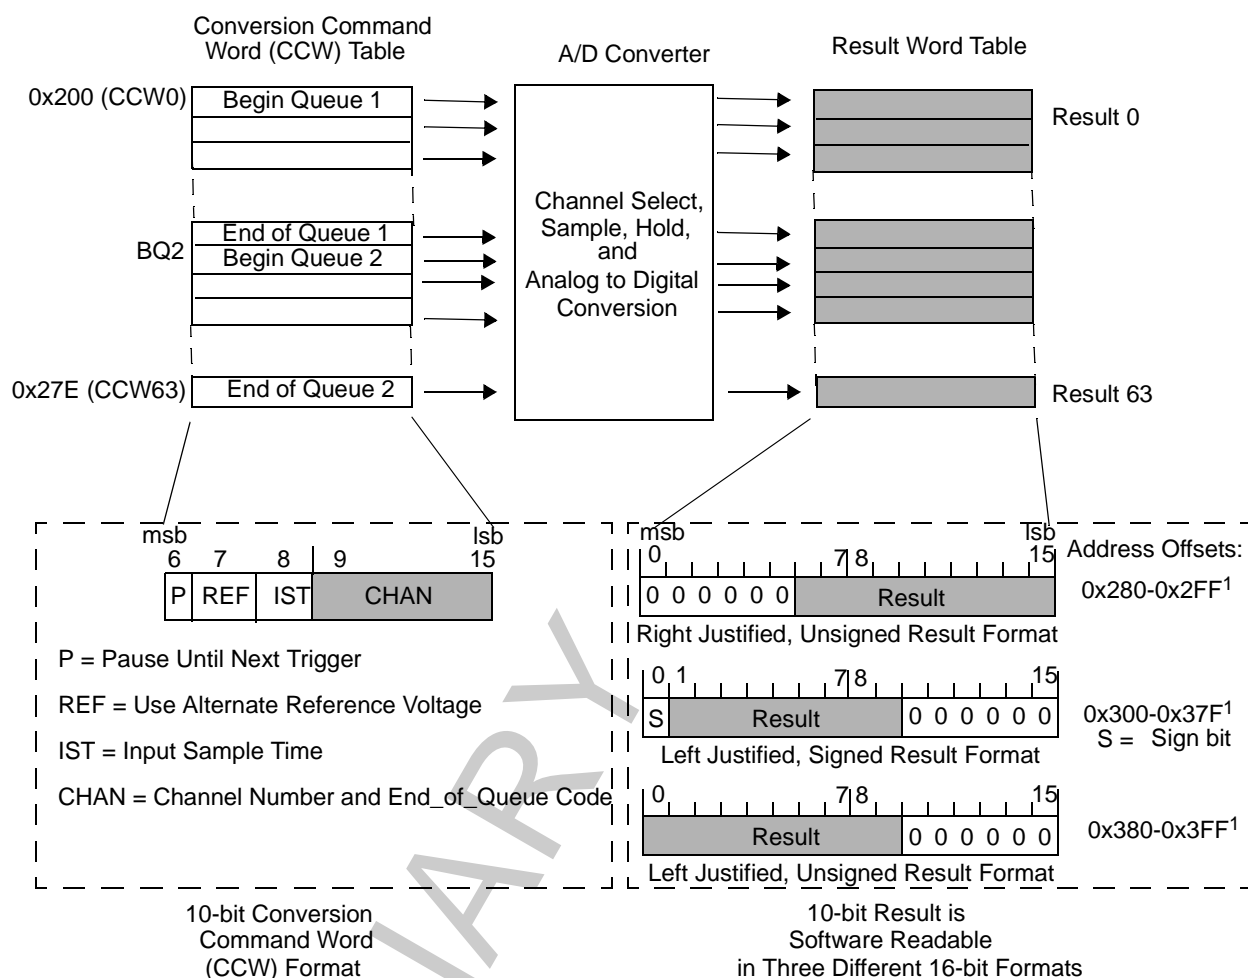 Conversion Command
Word (CCW) Table
A/D Converter
Result Word Table
0x200 (CCW0)
Begin Queue 1
Result 0
BQ2
End of Queue 1
Begin Queue 2
Channel Select,
Sample, Hold,
and
Analog to Digital
Conversion
0x27E (CCW63)
End of Queue 2
Result 63
msb lsb
6 7 8 9 15
P REF IST CHAN
P = Pause Until Next Trigger
REF = Use Alternate Reference Voltage
IST = Input Sample Time
CHAN = Channel Number and End_of_Queue Code
10-bit Conversion
Command Word
(CCW) Format
msb lsb
0 7 8 15
Address Offsets:
0 0 0 0 0 0 Result
0x280-0x2FF1
Right Justified, Unsigned Result Format
0 1 7 8 15
S Result 0 0 0 0 0 0
0x300-0x37F1
S = Sign bit
Left Justified, Signed Result Format
0 7 8 15
Result 0 0 0 0 0 0
0x380-0x3FF1
Left Justified, Unsigned Result Format
10-bit Result is
Software Readable
in Three Different 16-bit Formats